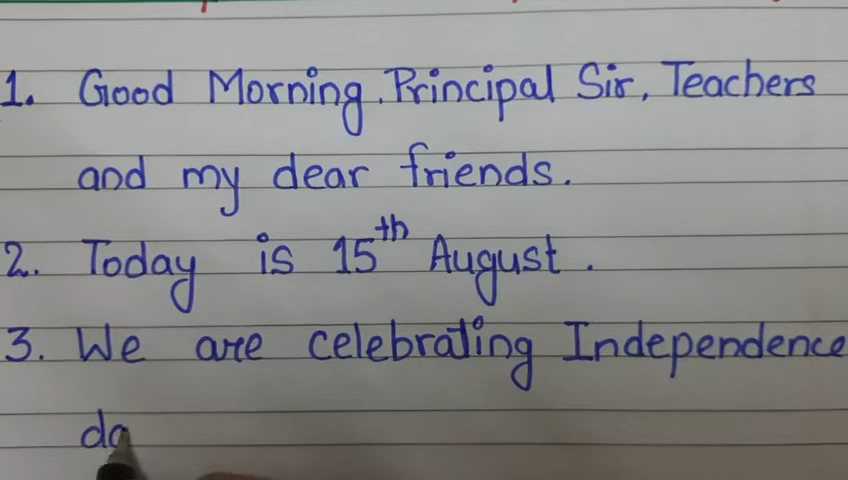 1. Good Morning, Principal Sir, Teachers
and my dear friends.
2. Today is 15th August.
3. We are celebrating Independence
da